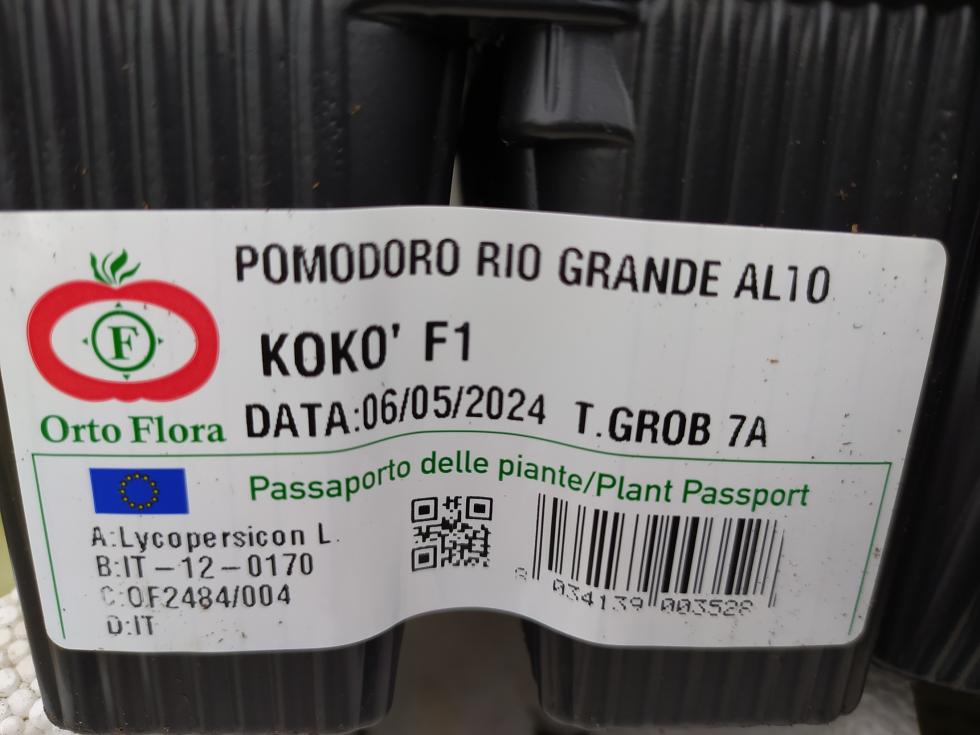 POMODORO RIO GRANDE AL10
F
KOKO' F1
Orto Flora
DATA:06/05/2024 T.GROB 7A
Passaporto delle piante/Plant Passport
A:Lycopersicon L.
B:IT-12-0170
C:OF2484/004
D:IT
8 034139 003528